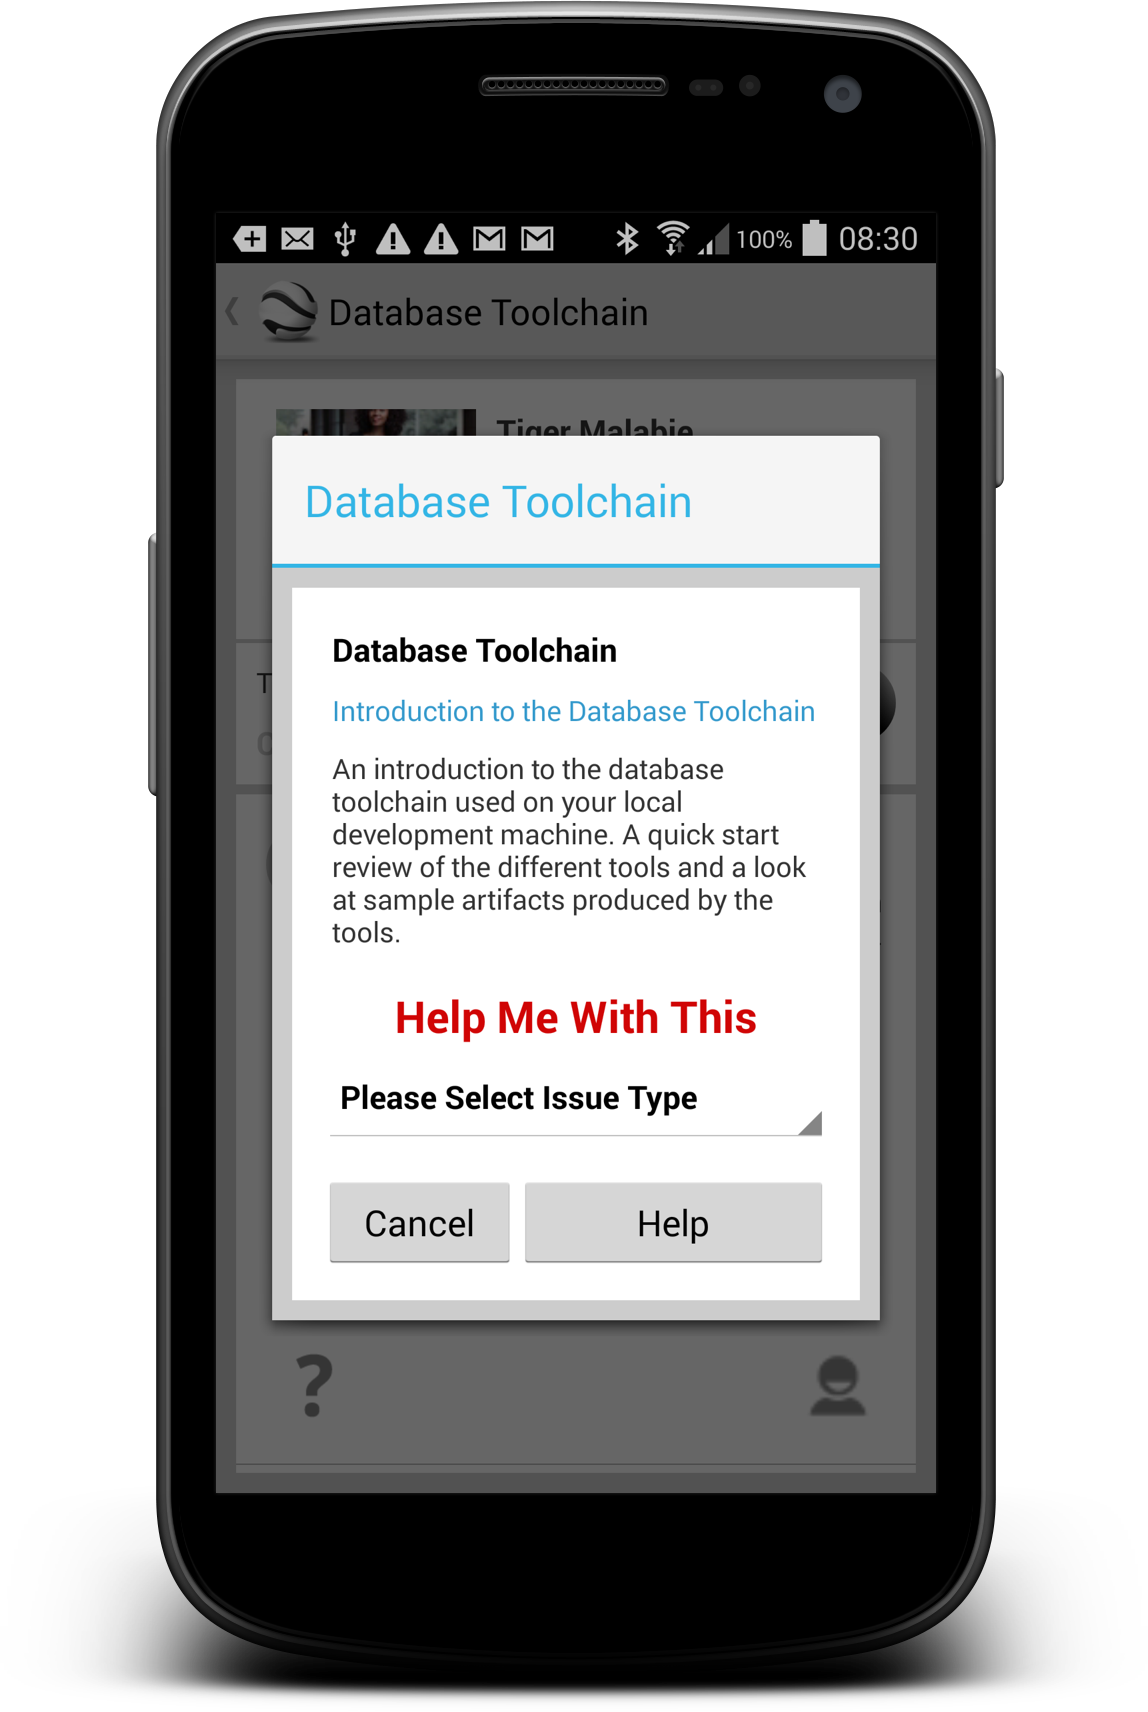 100% 08:30
Database Toolchain
Tiger Malabie
Database Toolchain
Database Toolchain
Introduction to the Database Toolchain
An introduction to the database
toolchain used on your local
development machine. A quick start
review of the different tools and a look
at sample artifacts produced by the
tools.
Help Me With This
Please Select Issue Type
Cancel Help
?